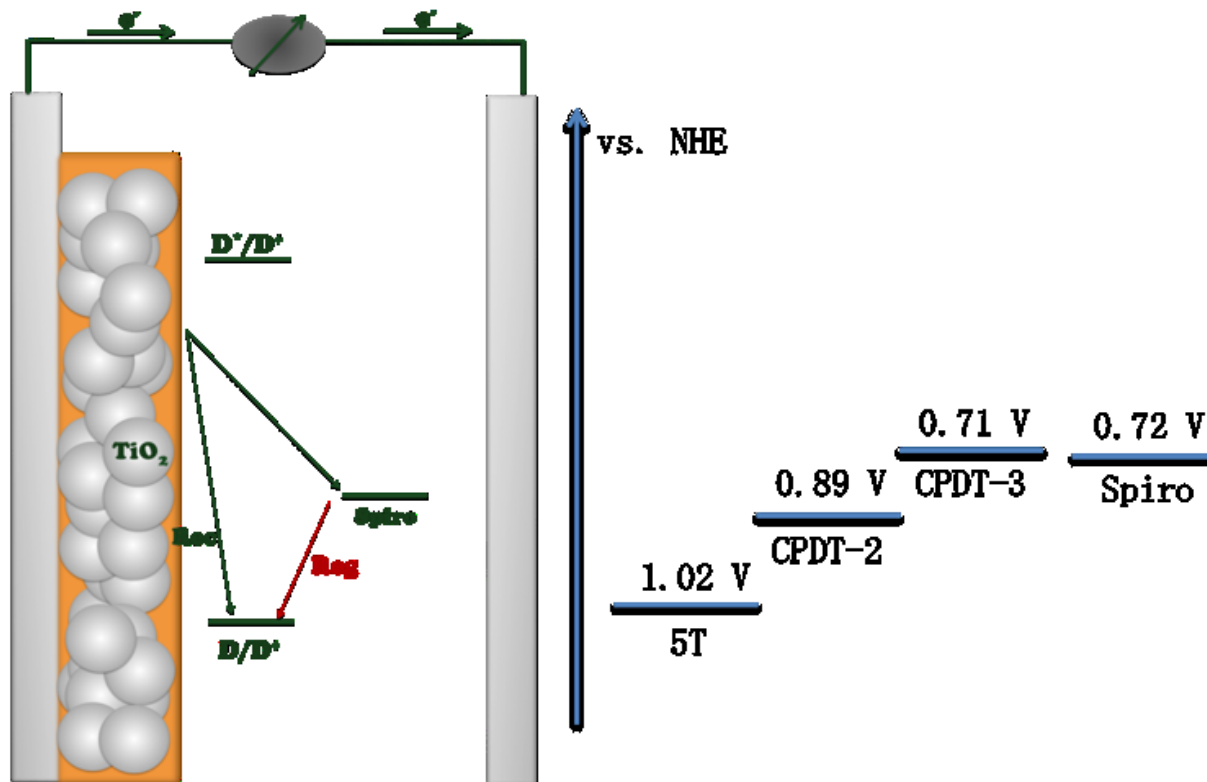 e⁻
e⁻
vs. NHE
D*/D⁺
TiO₂
Spiro
Rec
Reg
D/D⁺
0.71 V
CPDT-3
0.72 V
Spiro
0.89 V
CPDT-2
1.02 V
5T